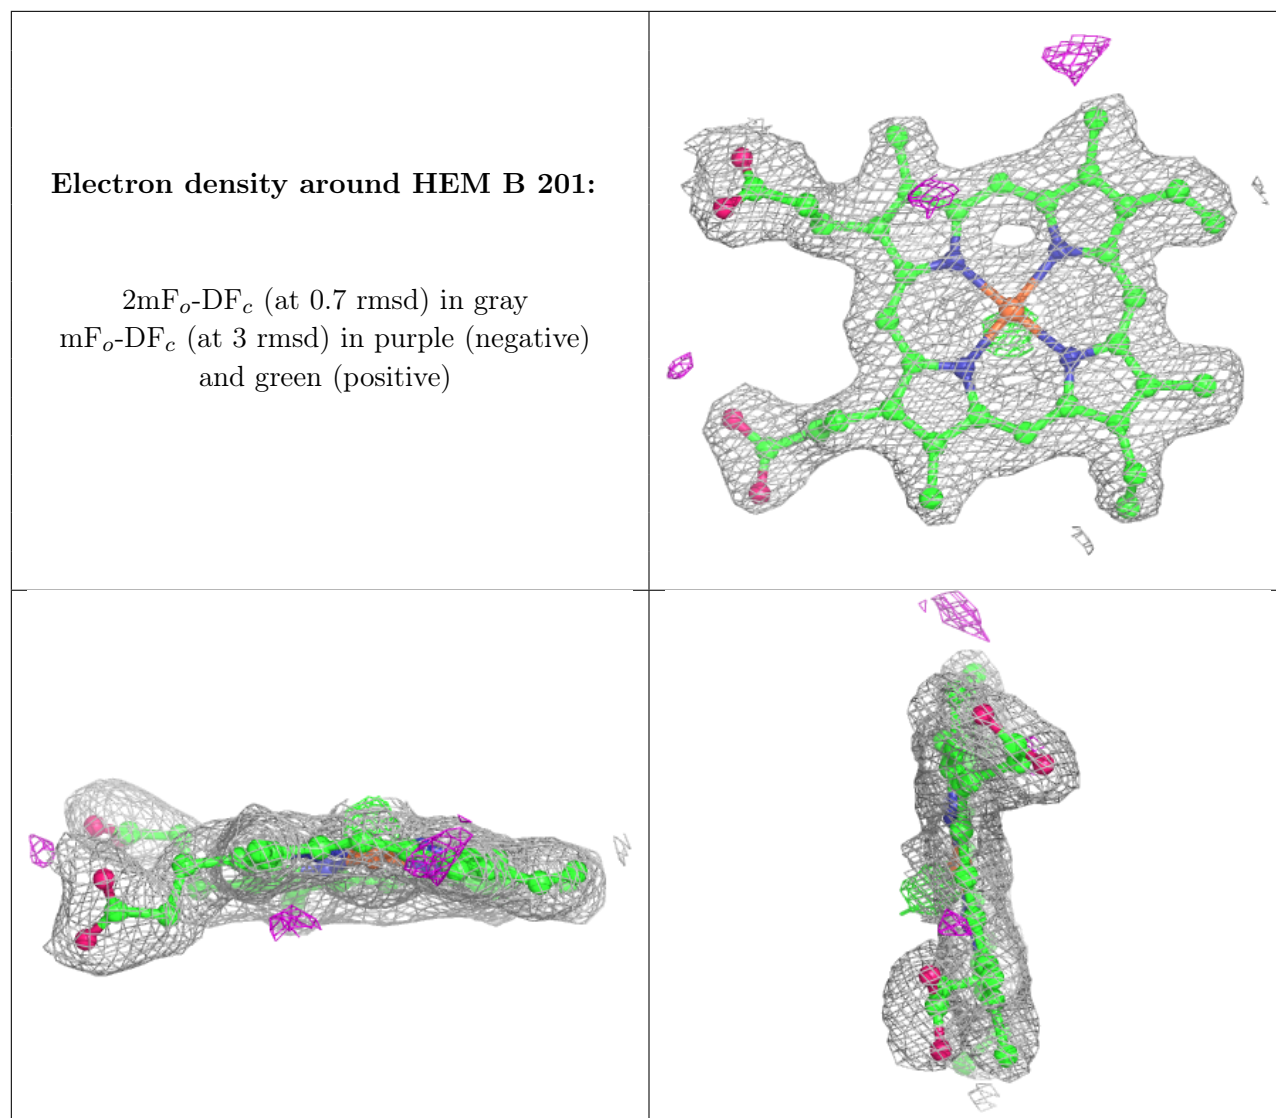 Electron density around HEM B 201:
2mFo-DFc (at 0.7 rmsd) in gray
mFo-DFc (at 3 rmsd) in purple (negative)
and green (positive)